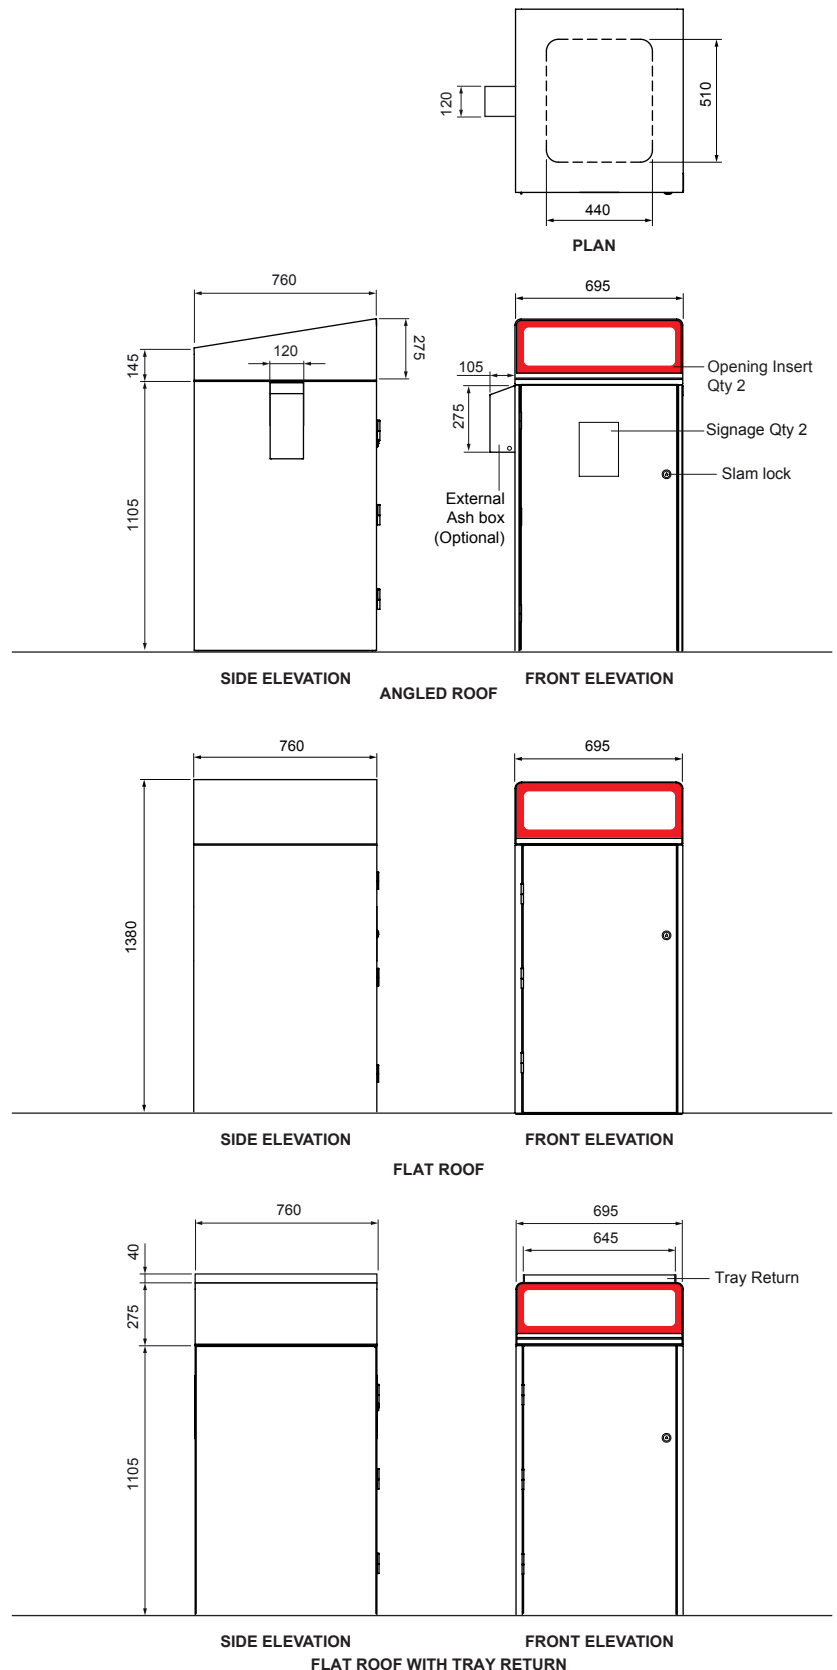 120
510
440
PLAN
760
695
145
120
275
105
275
Opening Insert
Qty 2
Signage Qty 2
Slam lock
External
Ash box
(Optional)
1105
SIDE ELEVATION
FRONT ELEVATION
ANGLED ROOF
760
695
1380
SIDE ELEVATION
FRONT ELEVATION
FLAT ROOF
760
695
645
40
Tray Return
275
1105
SIDE ELEVATION
FRONT ELEVATION
FLAT ROOF WITH TRAY RETURN